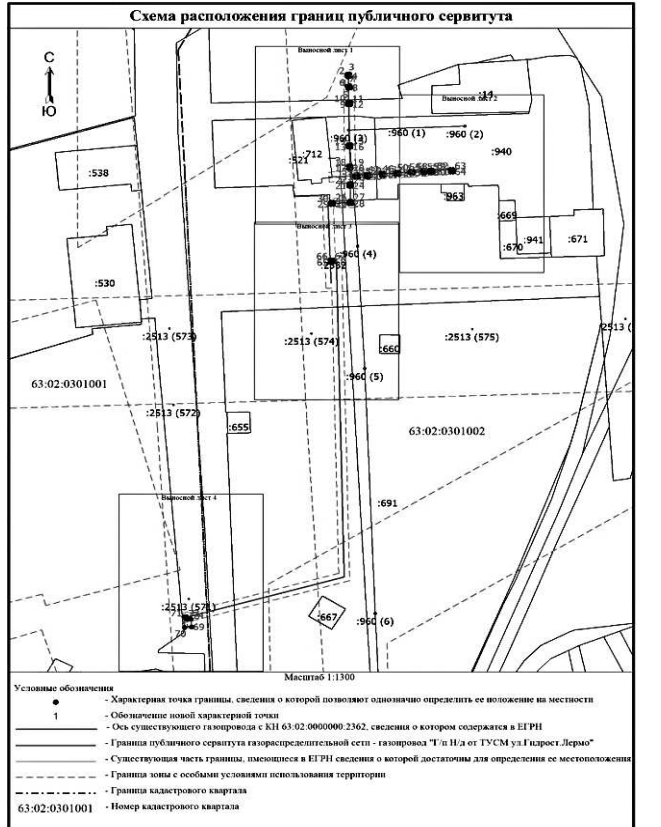 Схема расположения границ публичного сервитута
Выносной лист 1
С
Ю
:14
Выносной лист 2
:960 (1)
:960 (2)
:712
:521
:940
:538
:963
:669
:670
:941
:671
Выносной лист 3
:960 (4)
:530
:2513 (573)
:2513 (574)
:2513 (575)
:660
:960 (5)
63:02:0301001
:2513 (572)
:655
63:02:0301002
Выносной лист 4
:691
:2513 (571)
:667
:960 (6)
69
70
Масштаб 1:1300
Условные обозначения
- Характерная точка границы, сведения о которой позволяют однозначно определить ее положение на местности
1 - Обозначение новой характерной точки
- Ось существующего газопровода с КН 63:02:0000000:2362, сведения о котором содержатся в ЕГРН
- Граница публичного сервитута газораспределительной сети - газопровод "Г/п Н/д от ТУСМ ул.Гидрост.Лермо"
- Существующая часть границы, имеющиеся в ЕГРН сведения о которой достаточны для определения ее местоположения
- Граница зоны с особыми условиями использования территории
- Граница кадастрового квартала
63:02:0301001 - Номер кадастрового квартала